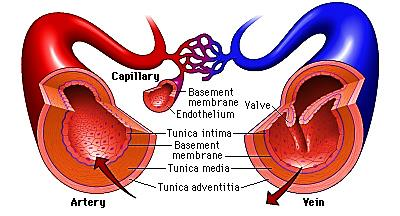 Capillary
Basement
membrane
Endothelium
Valve
Tunica intima
Basement
membrane
Tunica media
Tunica adventitia
Artery
Vein